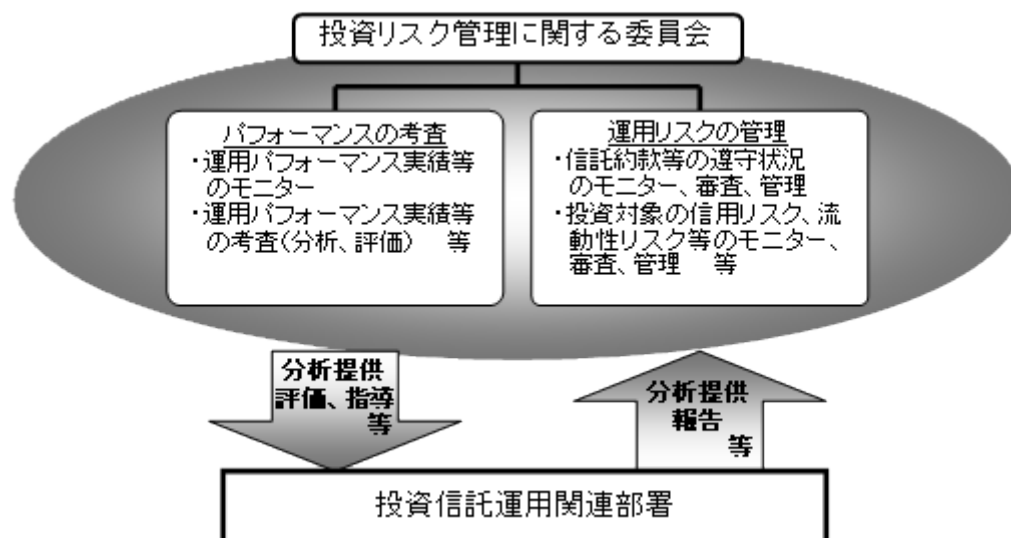 投資リスク管理に関する委員会
パフォーマンスの考査
・運用パフォーマンス実績等
のモニター
・運用パフォーマンス実績等
の考査(分析、評価) 等
運用リスクの管理
・信託約款等の遵守状況
のモニター、審査、管理
・投資対象の信用リスク、流
動性リスク等のモニター、
審査、管理 等
分析提供
評価、指導
等
分析提供
報告
等
投資信託運用関連部署